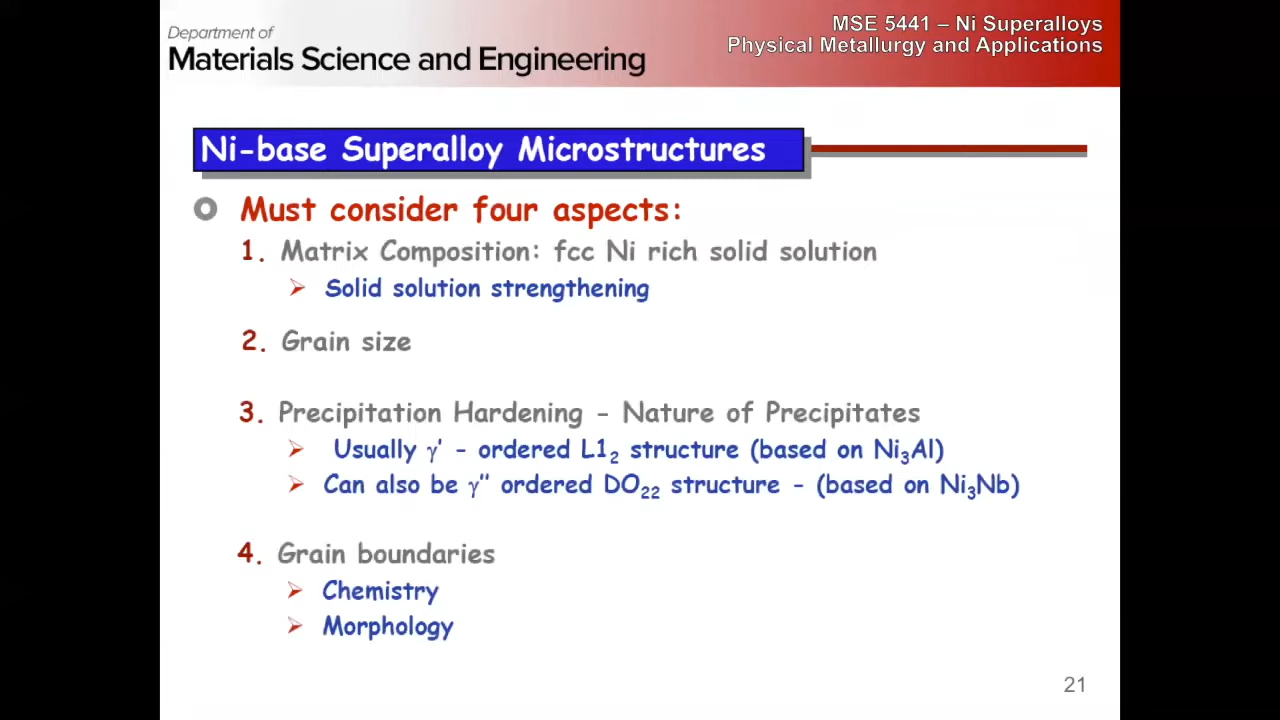 Department of
Materials Science and Engineering
MSE 5441 – Ni Superalloys
Physical Metallurgy and Applications
Ni-base Superalloy Microstructures
Must consider four aspects:
1. Matrix Composition: fcc Ni rich solid solution
➢ Solid solution strengthening
2. Grain size
3. Precipitation Hardening - Nature of Precipitates
➢ Usually γ' - ordered L1₂ structure (based on Ni₃Al)
➢ Can also be γ'' ordered DO₂₂ structure - (based on Ni₃Nb)
4. Grain boundaries
➢ Chemistry
➢ Morphology
21